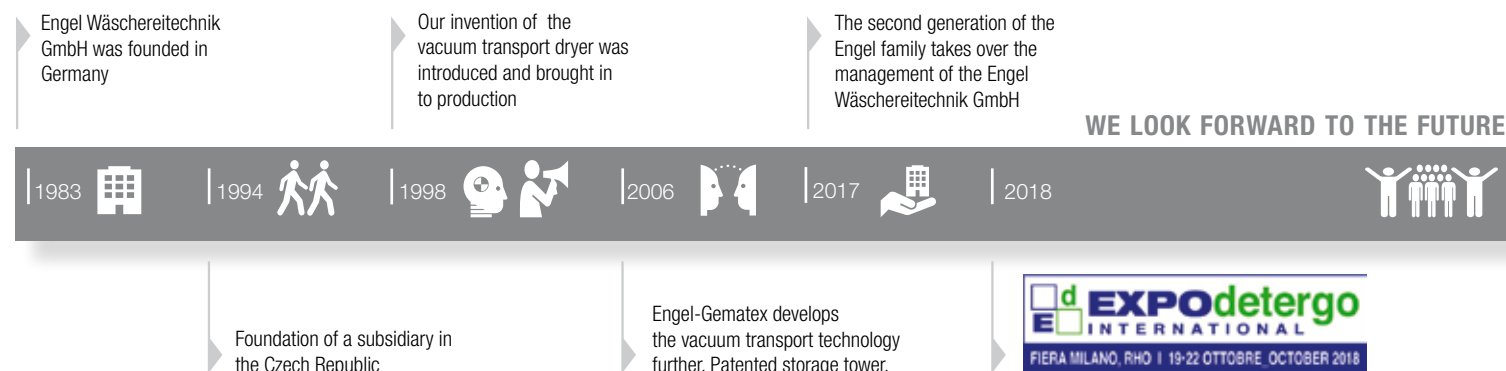 Engel Wäschereitechnik
GmbH was founded in
Germany
Our invention of  the
vacuum transport dryer was
introduced and brought in
to production
The second generation of the
Engel family takes over the
management of the Engel
Wäschereitechnik GmbH
WE LOOK FORWARD TO THE FUTURE
1983
1994
1998
2006
2017
2018
Foundation of a subsidiary in
the Czech Republic
Engel-Gematex develops
the vacuum transport technology
further. Patented storage tower.
d
E
EXPOdetergo
INTERNATIONAL
FIERA MILANO, RHO | 19-22 OTTOBRE_OCTOBER 2018